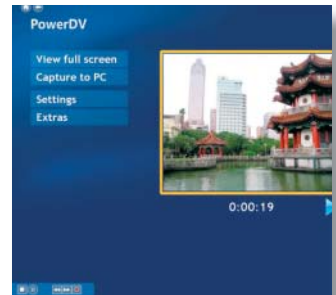 PowerDV
View full screen
Capture to PC
Settings
Extras
0:00:19